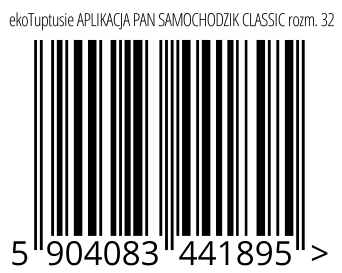 ekoTuptusie APLIKACJA PAN SAMOCHODZIK CLASSIC rozm. 32
5 904083 441895 >